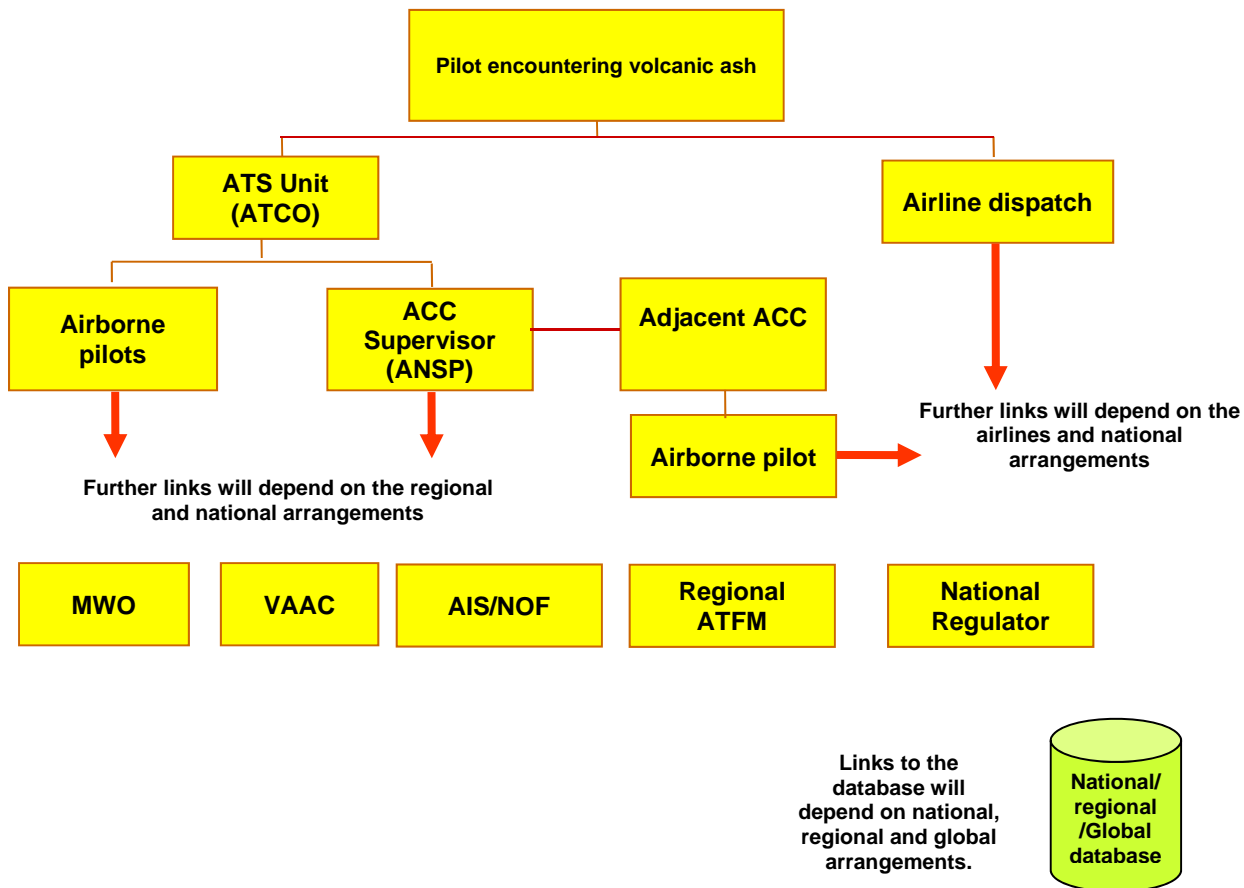 Pilot encountering volcanic ash
ATS Unit
(ATCO)
Airline dispatch
Airborne
pilots
ACC
Supervisor
(ANSP)
Adjacent ACC
Airborne pilot
Further links will depend on the
airlines and national
arrangements
Further links will depend on the regional
and national arrangements
MWO
VAAC
AIS/NOF
Regional
ATFM
National
Regulator
Links to the
database will
depend on national,
regional and global
arrangements.
National/
regional
/Global
database